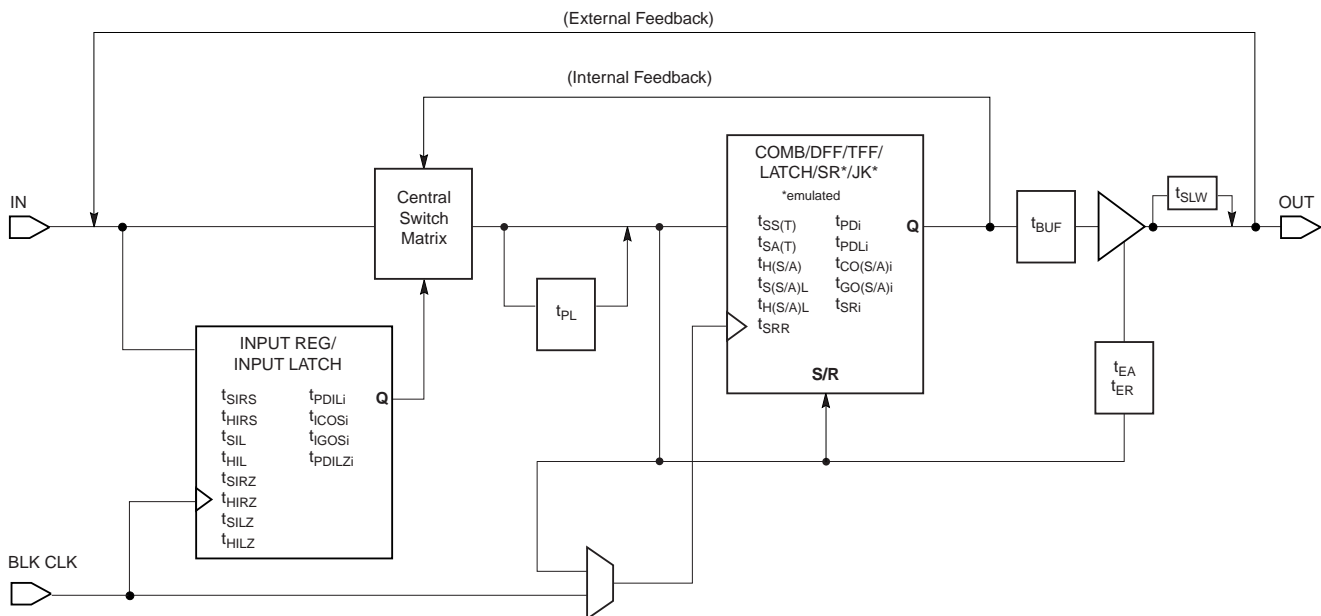 (External Feedback)
(Internal Feedback)
IN
Central
Switch
Matrix
tPL
COMB/DFF/TFF/
LATCH/SR*/JK*
*emulated
tSS(T) tPDi
tSA(T) tPDLi
tH(S/A) tCO(S/A)i
tS(S/A)L tGO(S/A)i
tH(S/A)L tSRi
tSRR
Q
S/R
tBUF
tSLW
OUT
tEA
tER
INPUT REG/
INPUT LATCH
tSIRS tPDILi
tHIRS tICOSi
tSIL tIGOSi
tHIL tPDILZi
tSIRZ
tHIRZ
tSILZ
tHILZ
Q
BLK CLK